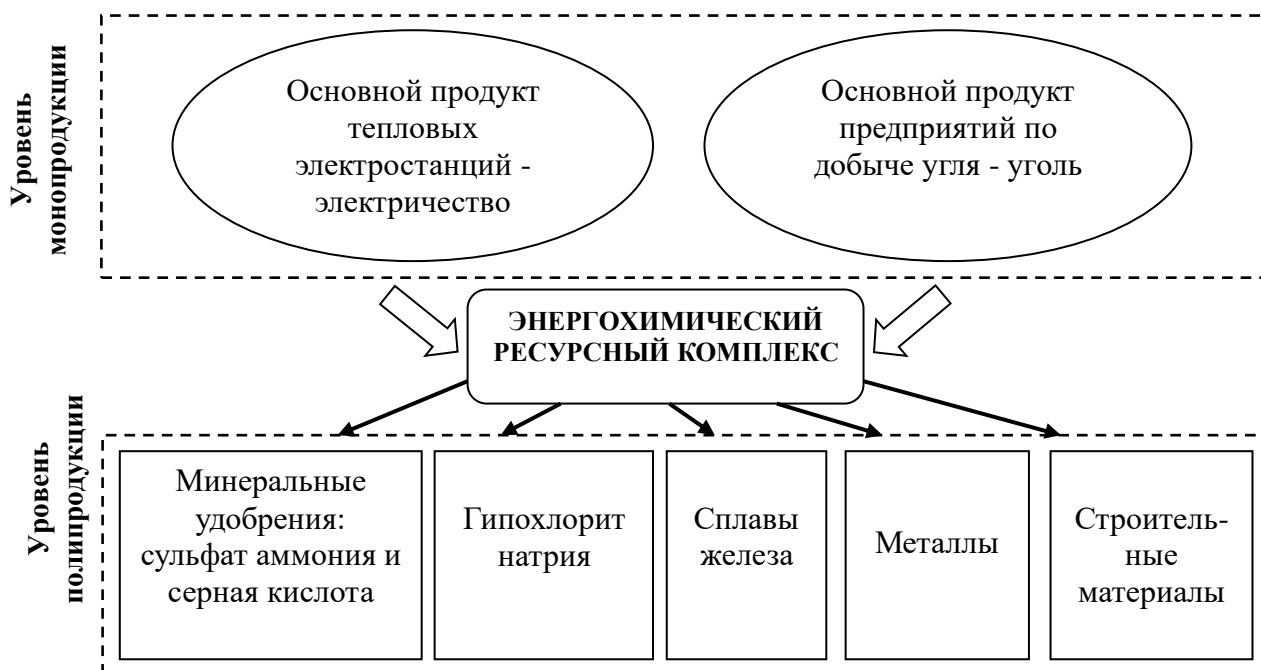 Уровень
монопродукции
Основной продукт
тепловых
электростанций -
электричество
Основной продукт
предприятий по
добыче угля - уголь
ЭНЕРГОХИМИЧЕСКИЙ
РЕСУРСНЫЙ КОМПЛЕКС
Уровень
полипродукции
Минеральные
удобрения:
сульфат аммония и
серная кислота
Гипохлорит
натрия
Сплавы
железа
Металлы
Строитель-
ные
материалы